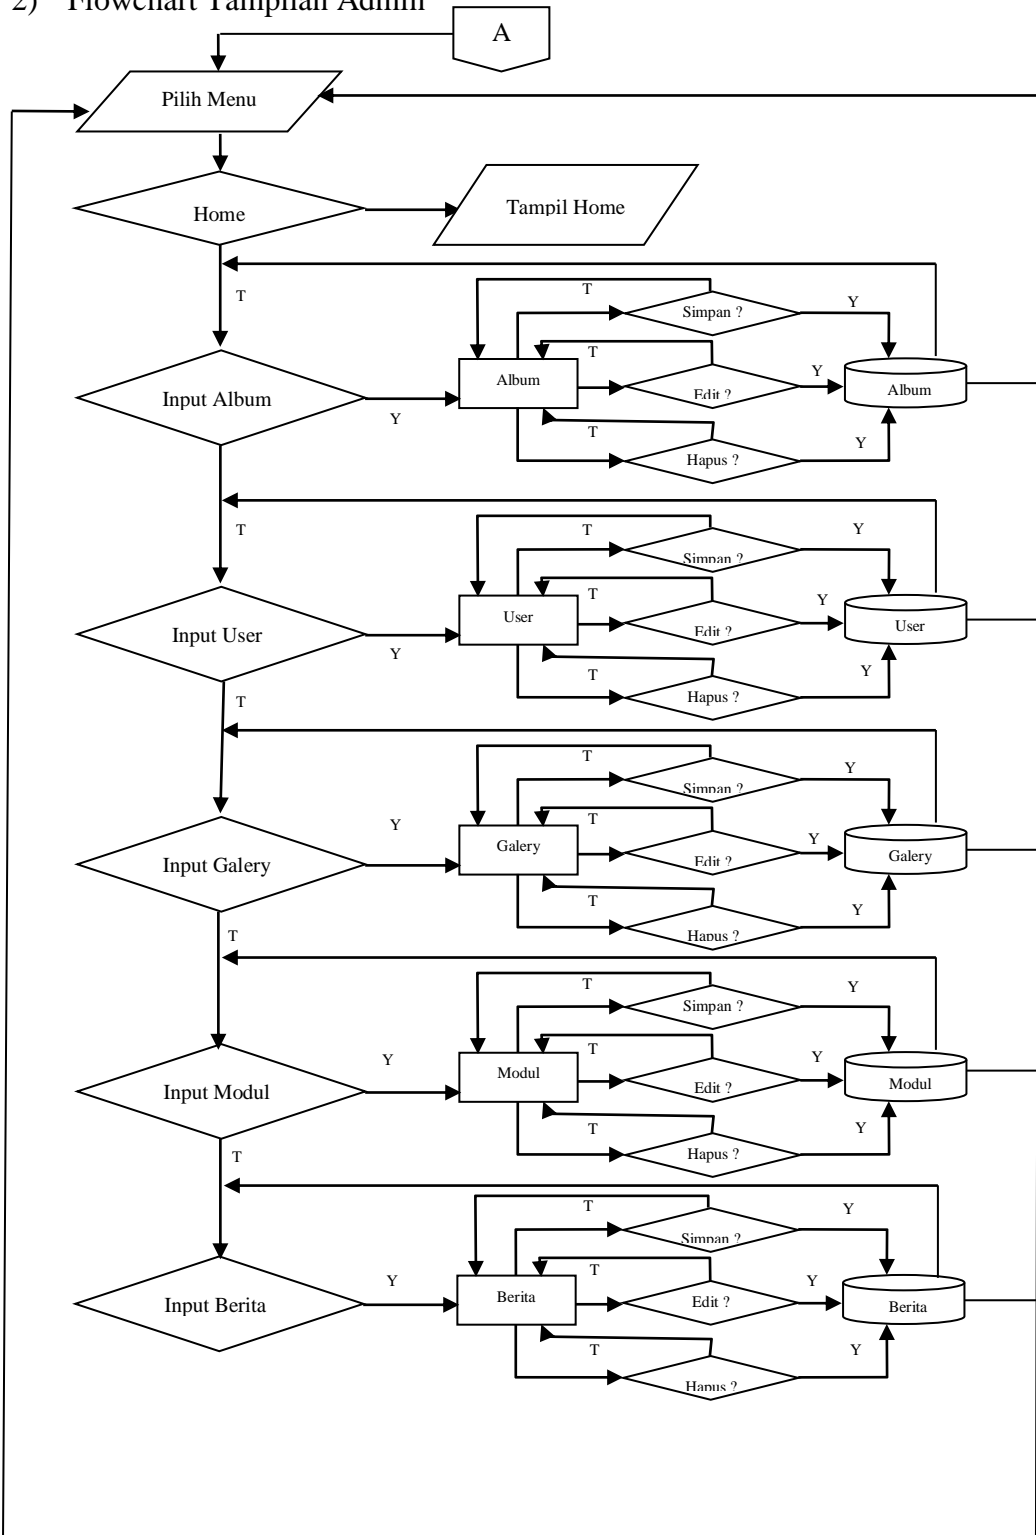 2) Flowchart Tampilan Admin
A
Pilih Menu
Home
Tampil Home
T
T
Simpan ?
Y
Input Album
Y
Album
T
Edit ?
Y
Album
T
Hapus ?
Y
T
T
Simpan ?
Y
Input User
Y
User
T
Edit ?
Y
User
T
Hapus ?
Y
T
T
Simpan ?
Y
Input Galery
Y
Galery
T
Edit ?
Y
Galery
T
Hapus ?
Y
T
T
Simpan ?
Y
Input Modul
Y
Modul
T
Edit ?
Y
Modul
T
Hapus ?
Y
T
T
Simpan ?
Y
Input Berita
Y
Berita
T
Edit ?
Y
Berita
T
Hapus ?
Y